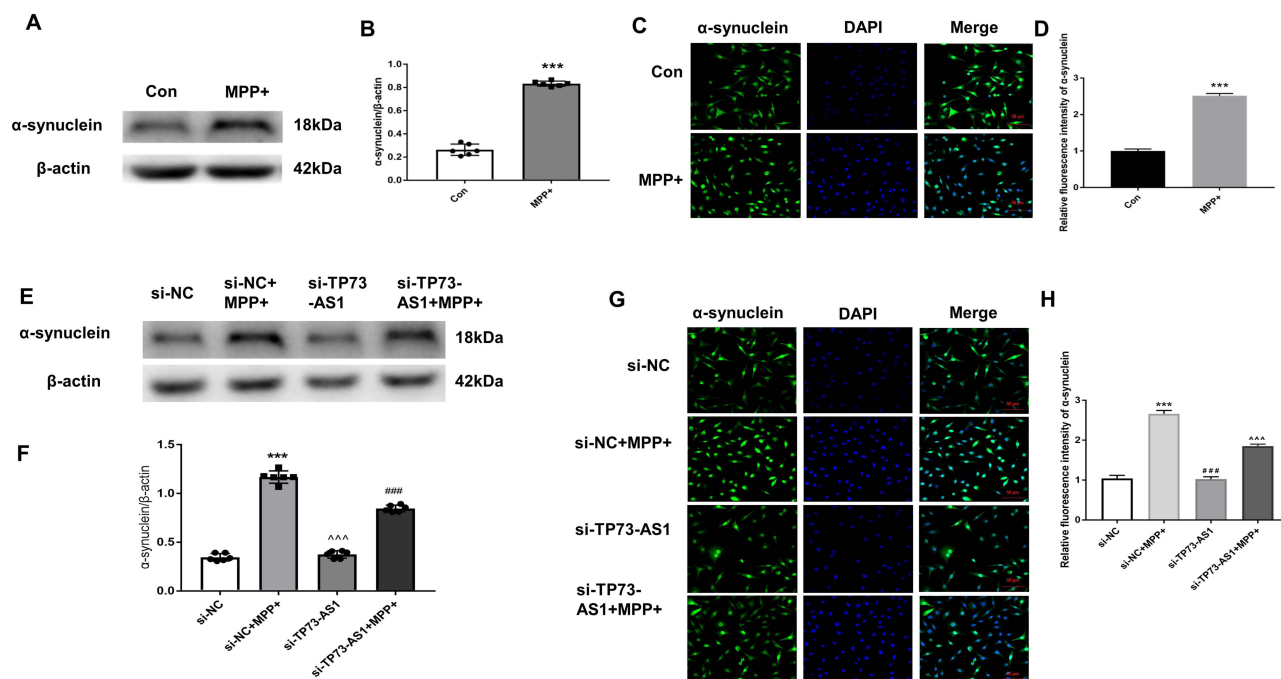 A
Con MPP+
α-synuclein 18kDa
β-actin 42kDa
B
***
α-synuclein/β-actin
1.0
0.8
0.6
0.4
0.2
0.0
Con
MPP+
C
α-synuclein DAPI Merge
Con
MPP+
D
***
Relative fluorescence intensity of α-synuclein
3
2
1
0
Con
MPP+
E
si-NC si-NC+ si-TP73 si-TP73-
MPP+ -AS1 AS1+MPP+
α-synuclein 18kDa
β-actin 42kDa
F
α-synuclein/β-actin
1.5
1.0
0.5
0.0
***
^^^
###
si-NC
si-NC+MPP+
si-TP73-AS1
si-TP73-AS1+MPP+
G
α-synuclein DAPI Merge
si-NC
si-NC+MPP+
si-TP73-AS1
si-TP73-
AS1+MPP+
H
Relative fluorescence intensity of α-synuclein
3
2
1
0
***
###
^^^
si-NC
si-NC+MPP+
si-TP73-AS1
si-TP73-AS1+MPP+